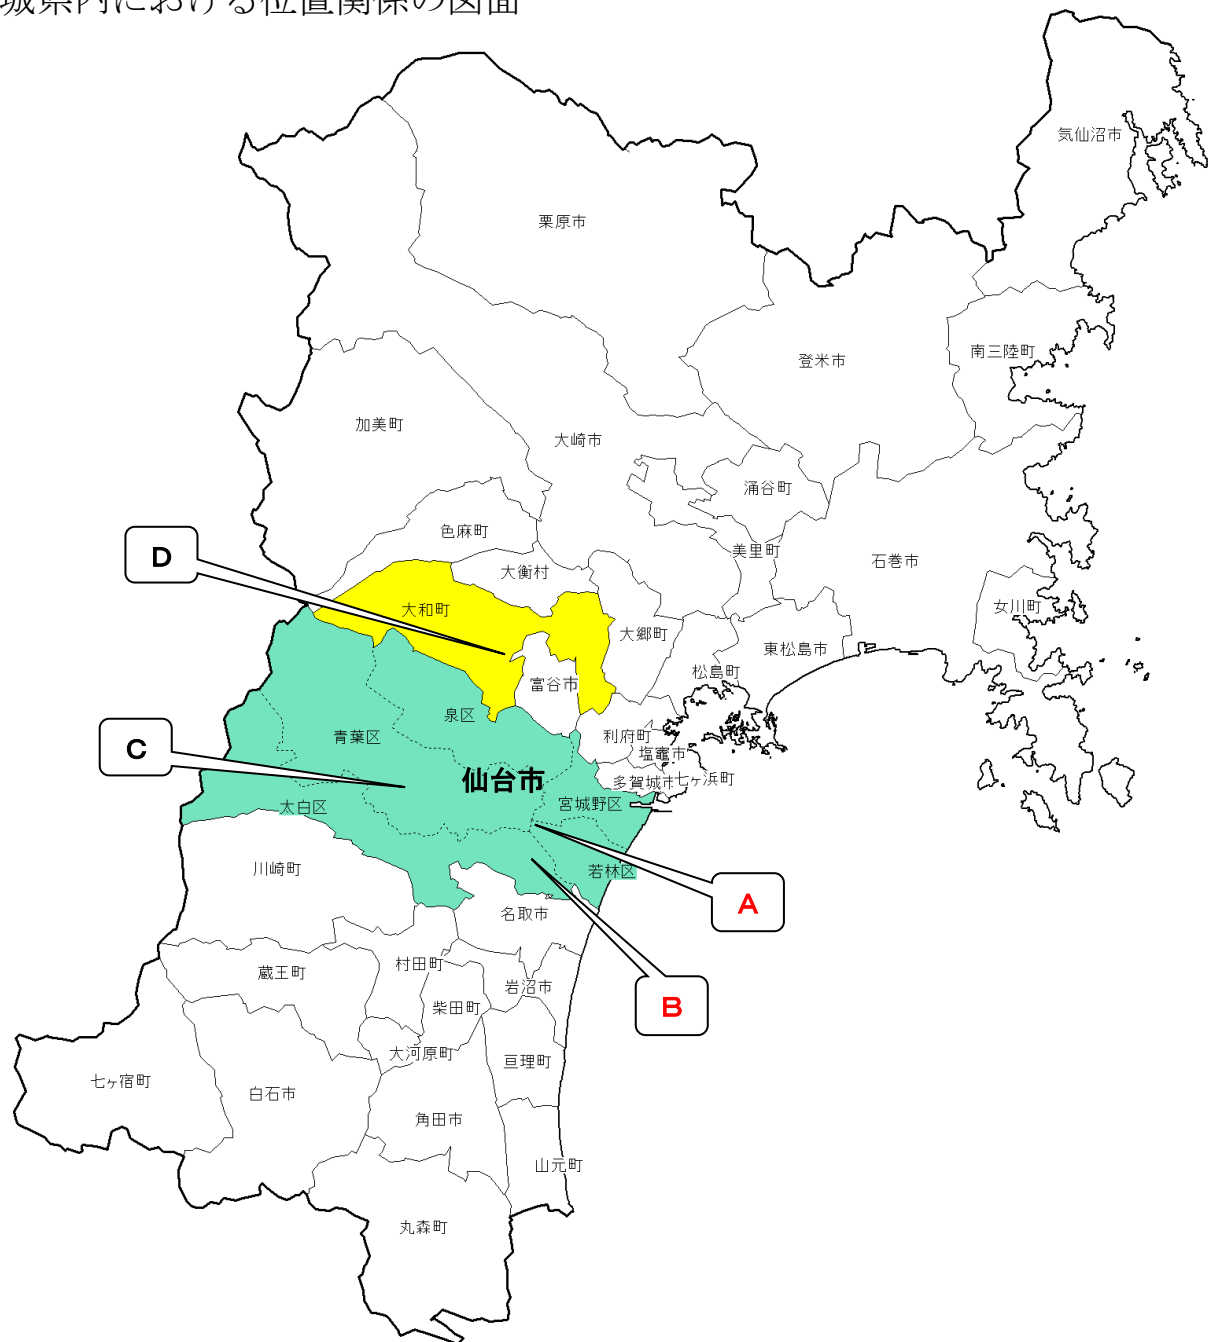 城県内における位置関係の図面
気仙沼市
栗原市
南三陸町
登米市
加美町
大崎市
涌谷町
色麻町
美里町
D
大衡村
石巻市
大和町
女川町
大郷町
東松島市
松島町
富谷市
泉区
青葉区
利府町
C
塩竈市
仙台市
多賀城市
七ヶ浜町
太白区
宮城野区
川崎町
若林区
A
名取市
村田町
蔵王町
岩沼市
柴田町
B
大河原町
亘理町
七ヶ宿町
白石市
角田市
山元町
丸森町